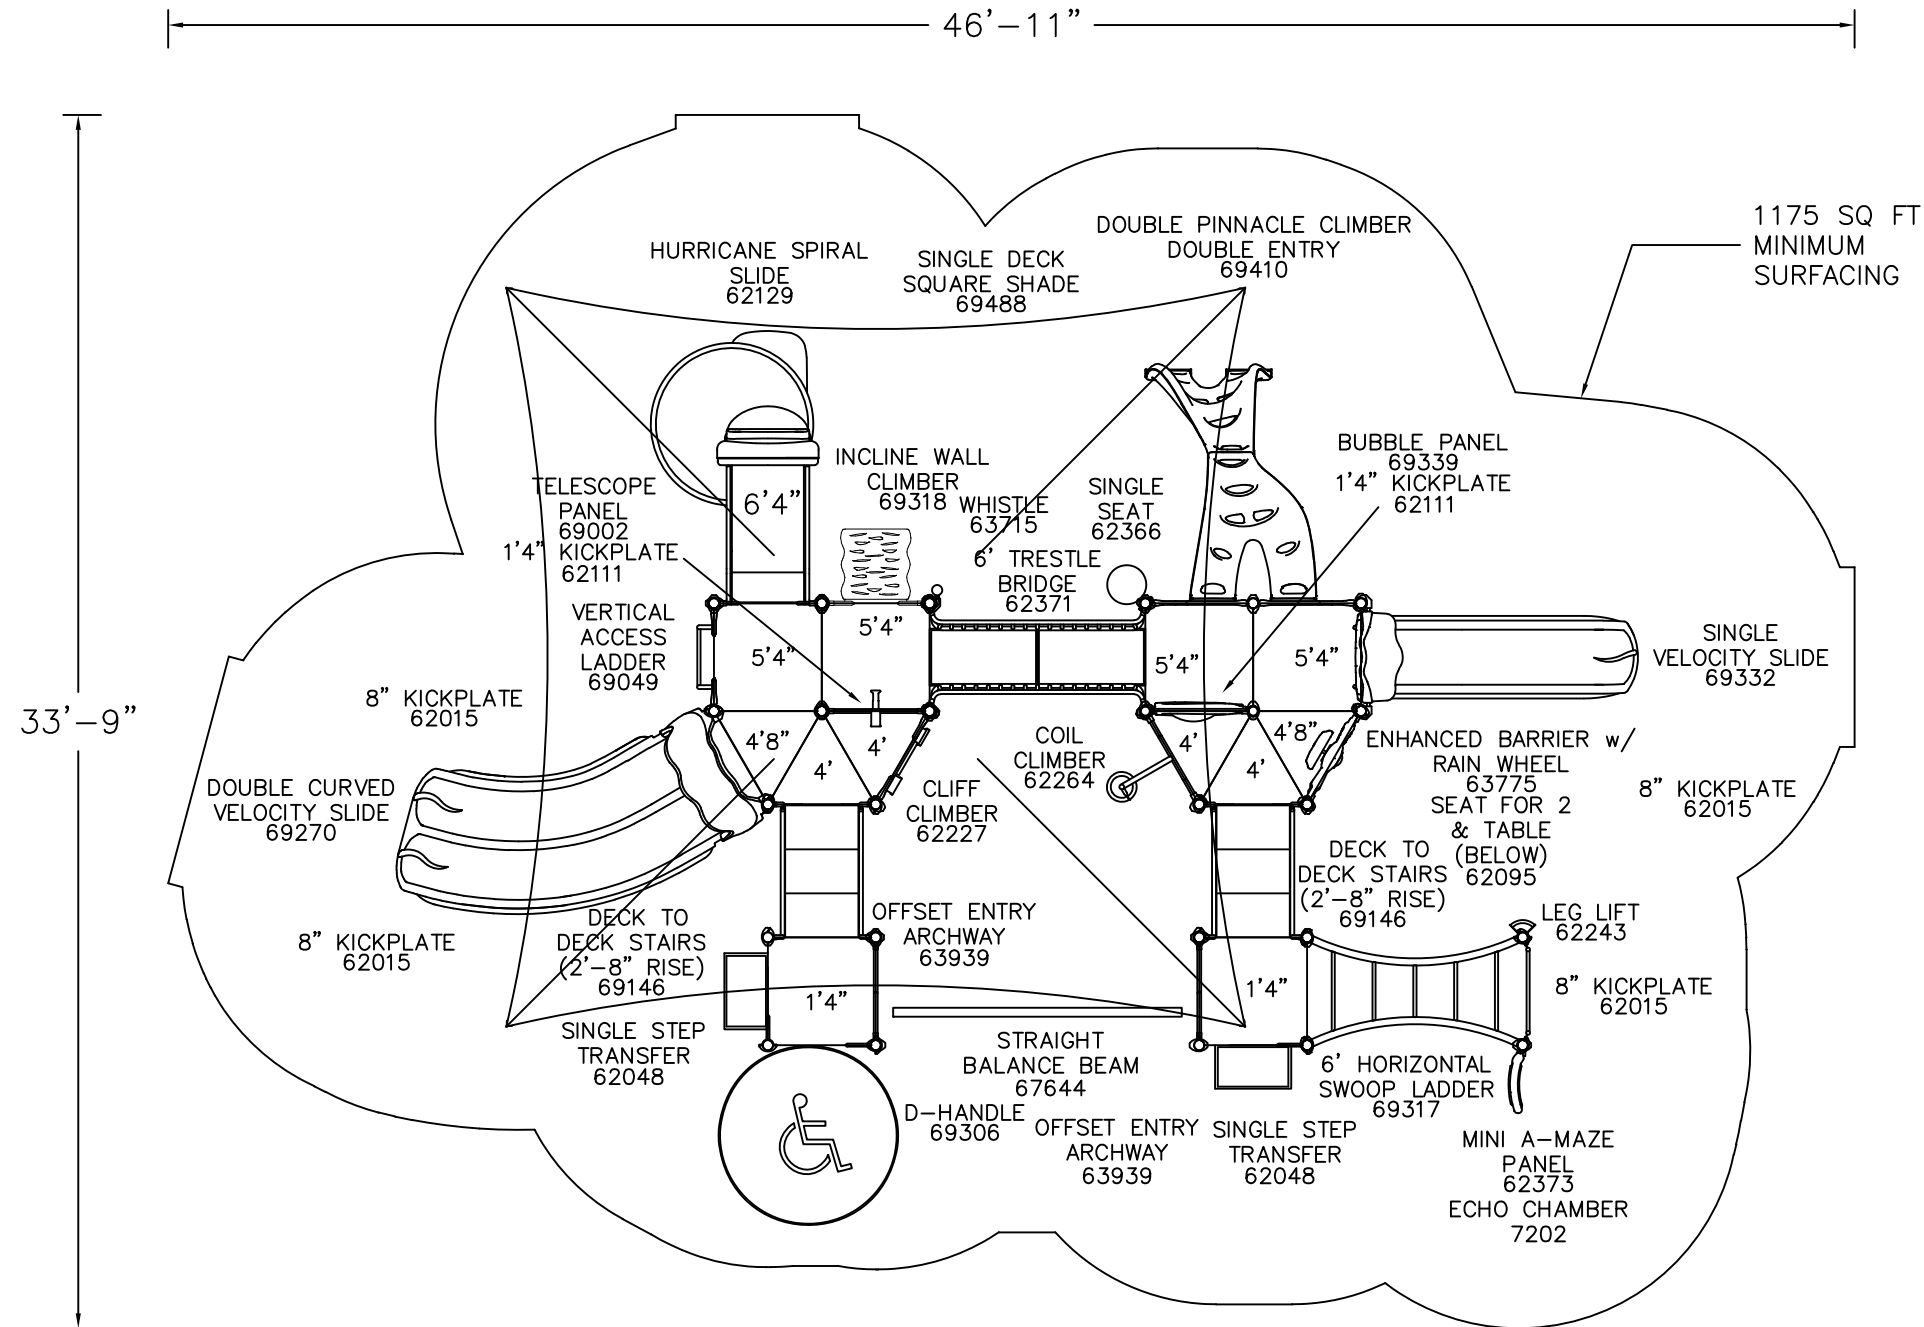 46'-11"
33'-9"
1175 SQ FT
MINIMUM
SURFACING
HURRICANE SPIRAL
SLIDE
62129
SINGLE DECK
SQUARE SHADE
69488
DOUBLE PINNACLE CLIMBER
DOUBLE ENTRY
69410
6'4"
INCLINE WALL
CLIMBER
69318
WHISTLE
63715
SINGLE
SEAT
62366
BUBBLE PANEL
69339
1'4" KICKPLATE
62111
TELESCOPE
PANEL
69002
1'4" KICKPLATE
62111
6' TRESTLE
BRIDGE
62371
VERTICAL
ACCESS
LADDER
69049
5'4"
5'4"
5'4"
5'4"
SINGLE
VELOCITY SLIDE
69332
8" KICKPLATE
62015
4'8"
4'
4'
4'
4'
4'8"
COIL
CLIMBER
62264
ENHANCED BARRIER w/
RAIN WHEEL
63775
SEAT FOR 2
& TABLE
(BELOW)
62095
8" KICKPLATE
62015
DOUBLE CURVED
VELOCITY SLIDE
69270
CLIFF
CLIMBER
62227
DECK TO
DECK STAIRS
(2'-8" RISE)
69146
8" KICKPLATE
62015
DECK TO
DECK STAIRS
(2'-8" RISE)
69146
OFFSET ENTRY
ARCHWAY
63939
LEG LIFT
62243
8" KICKPLATE
62015
1'4"
1'4"
SINGLE STEP
TRANSFER
62048
STRAIGHT
BALANCE BEAM
67644
6' HORIZONTAL
SWOOP LADDER
69317
D-HANDLE
69306
OFFSET ENTRY
ARCHWAY
63939
SINGLE STEP
TRANSFER
62048
MINI A-MAZE
PANEL
62373
ECHO CHAMBER
7202